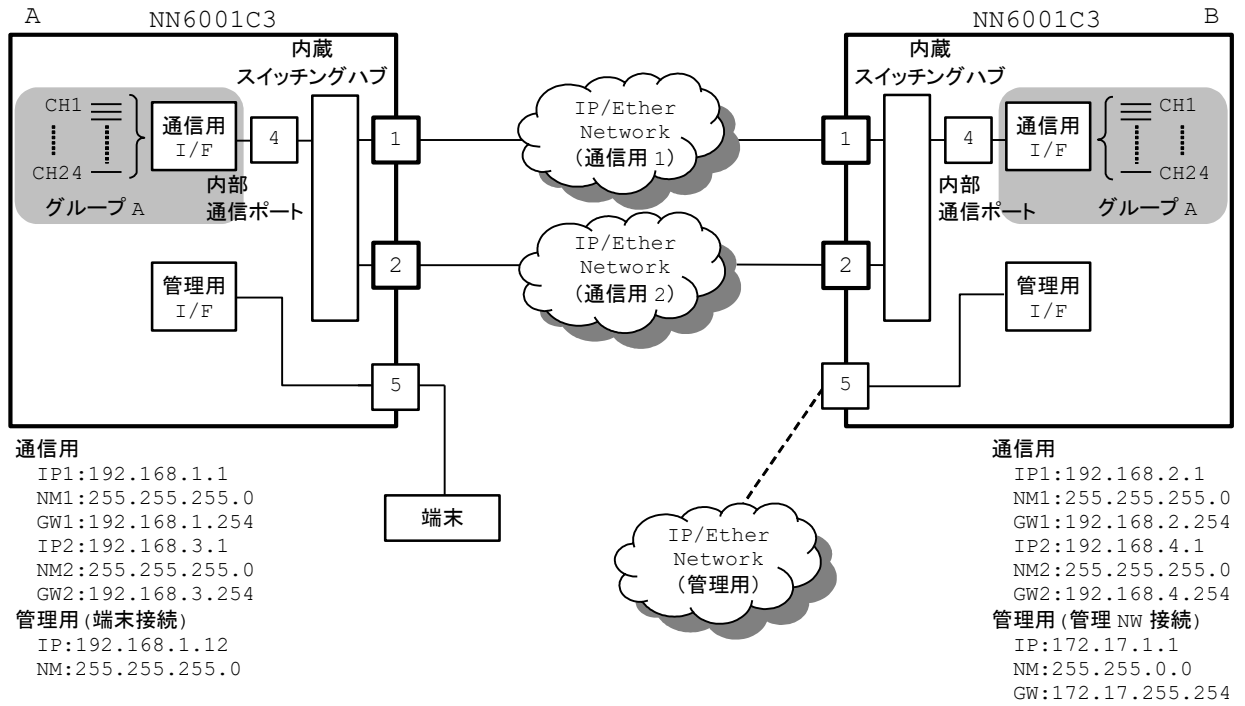 A
NN6001C3
NN6001C3
B
内蔵
スイッチングハブ
CH1
CH24
通信用
I/F
グループ A
4
内部
通信ポート
1
2
管理用
I/F
5
端末
IP/Ether
Network
(通信用 1)
IP/Ether
Network
(通信用 2)
内蔵
スイッチングハブ
1
2
4
内部
通信ポート
通信用
I/F
CH1
CH24
グループ A
管理用
I/F
5
IP/Ether
Network
(管理用)
通信用
IP1:192.168.1.1
NM1:255.255.255.0
GW1:192.168.1.254
IP2:192.168.3.1
NM2:255.255.255.0
GW2:192.168.3.254
管理用(端末接続)
IP:192.168.1.12
NM:255.255.255.0
通信用
IP1:192.168.2.1
NM1:255.255.255.0
GW1:192.168.2.254
IP2:192.168.4.1
NM2:255.255.255.0
GW2:192.168.4.254
管理用(管理 NW 接続)
IP:172.17.1.1
NM:255.255.0.0
GW:172.17.255.254